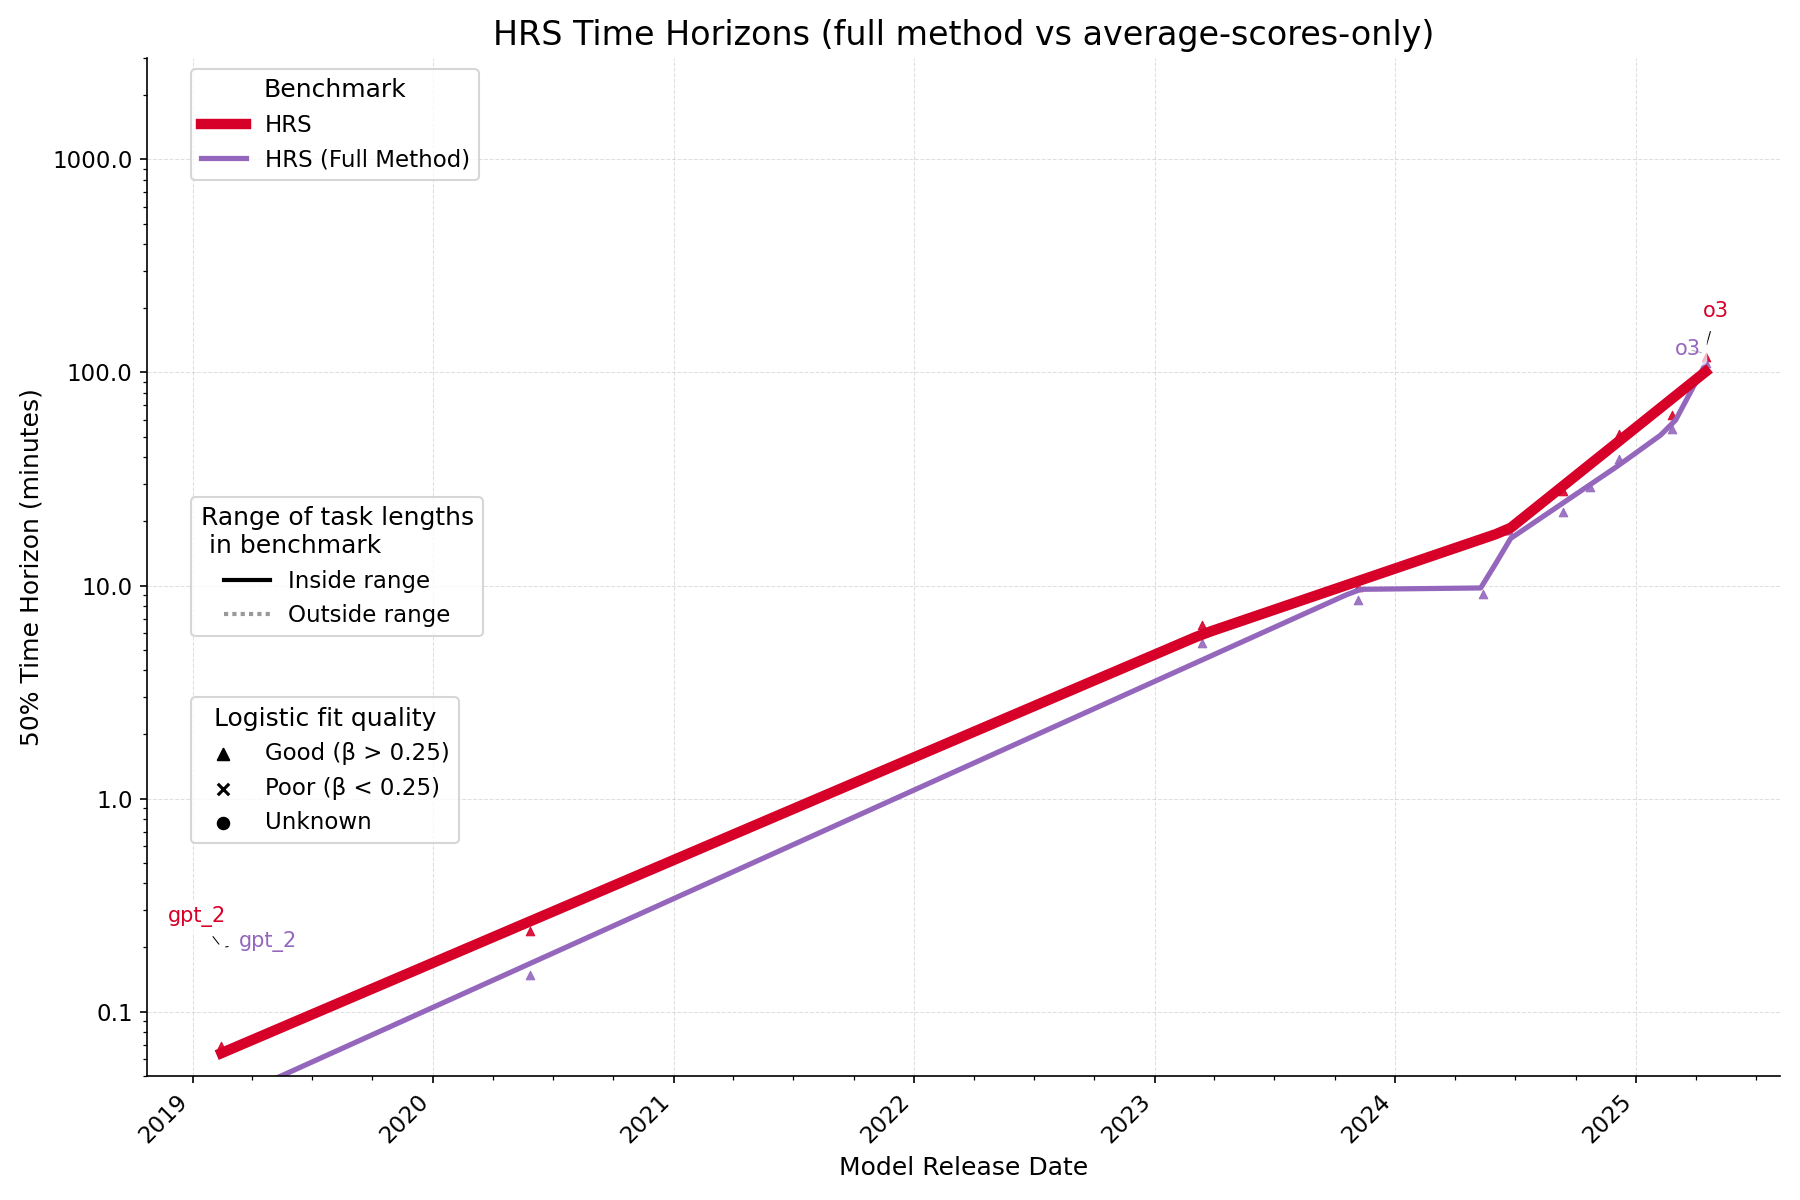 HRS Time Horizons (full method vs average-scores-only)
Benchmark
HRS
HRS (Full Method)
1000.0
100.0
10.0
1.0
0.1
50% Time Horizon (minutes)
o3
o3
Range of task lengths
in benchmark
Inside range
Outside range
Logistic fit quality
Good (β > 0.25)
Poor (β < 0.25)
Unknown
gpt_2
gpt_2
2019
2020
2021
2022
2023
2024
2025
Model Release Date